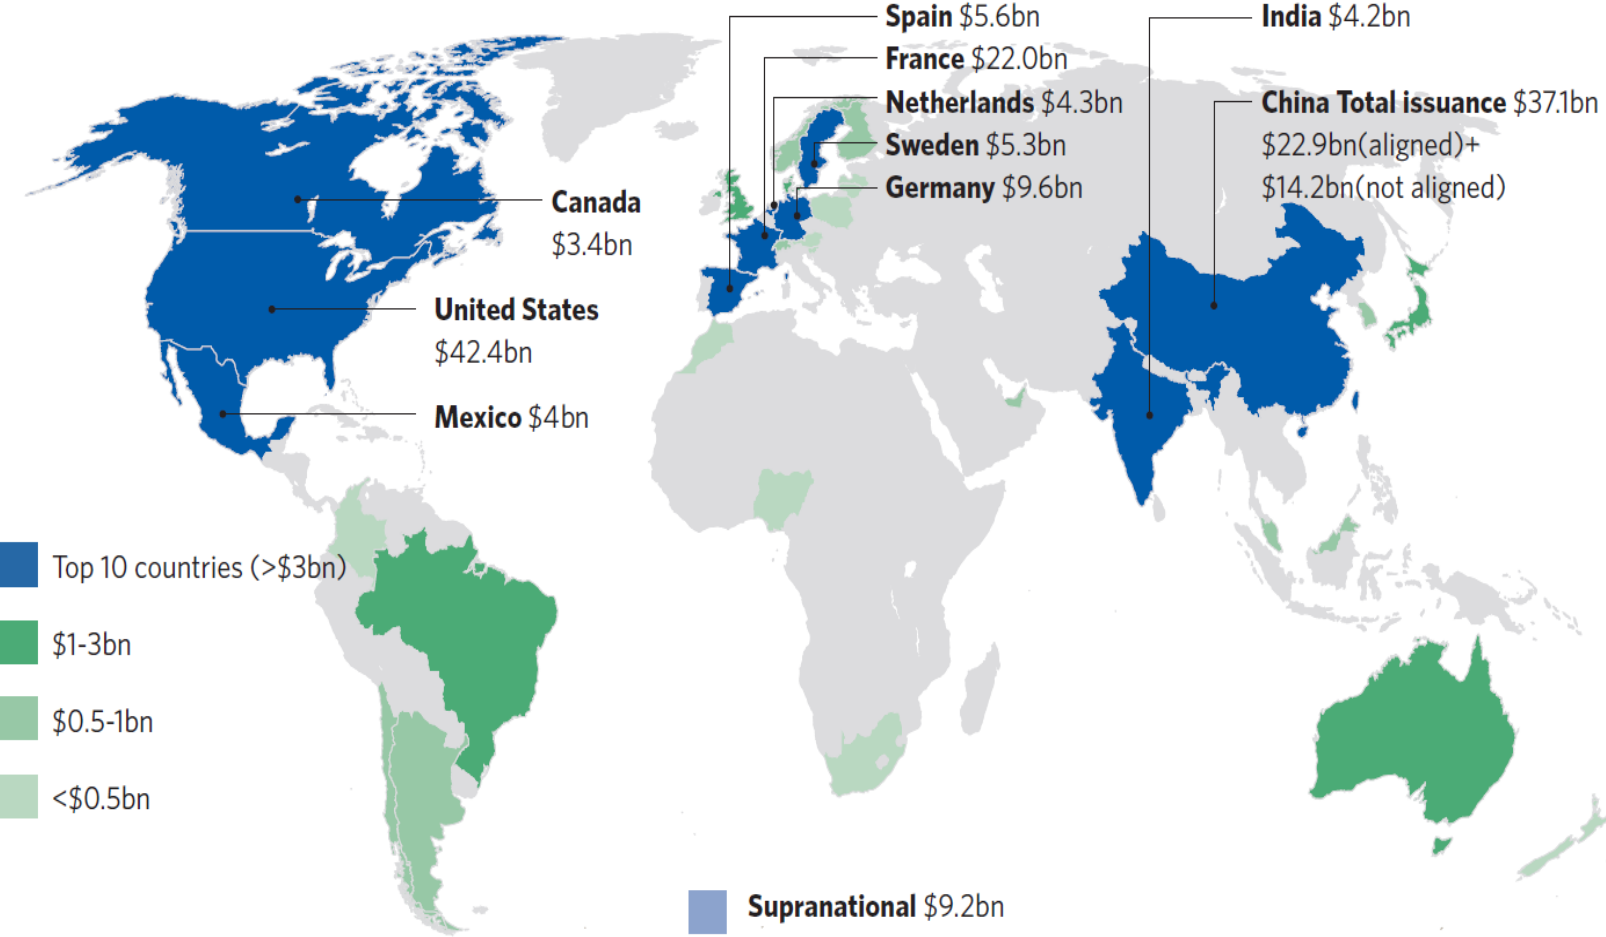 Spain $5.6bn
France $22.0bn
Netherlands $4.3bn
Sweden $5.3bn
Germany $9.6bn
India $4.2bn
China Total issuance $37.1bn
$22.9bn(aligned)+
$14.2bn(not aligned)
Canada
$3.4bn
United States
$42.4bn
Mexico $4bn
Top 10 countries (>$3bn)
$1-3bn
$0.5-1bn
<$0.5bn
Supranational $9.2bn